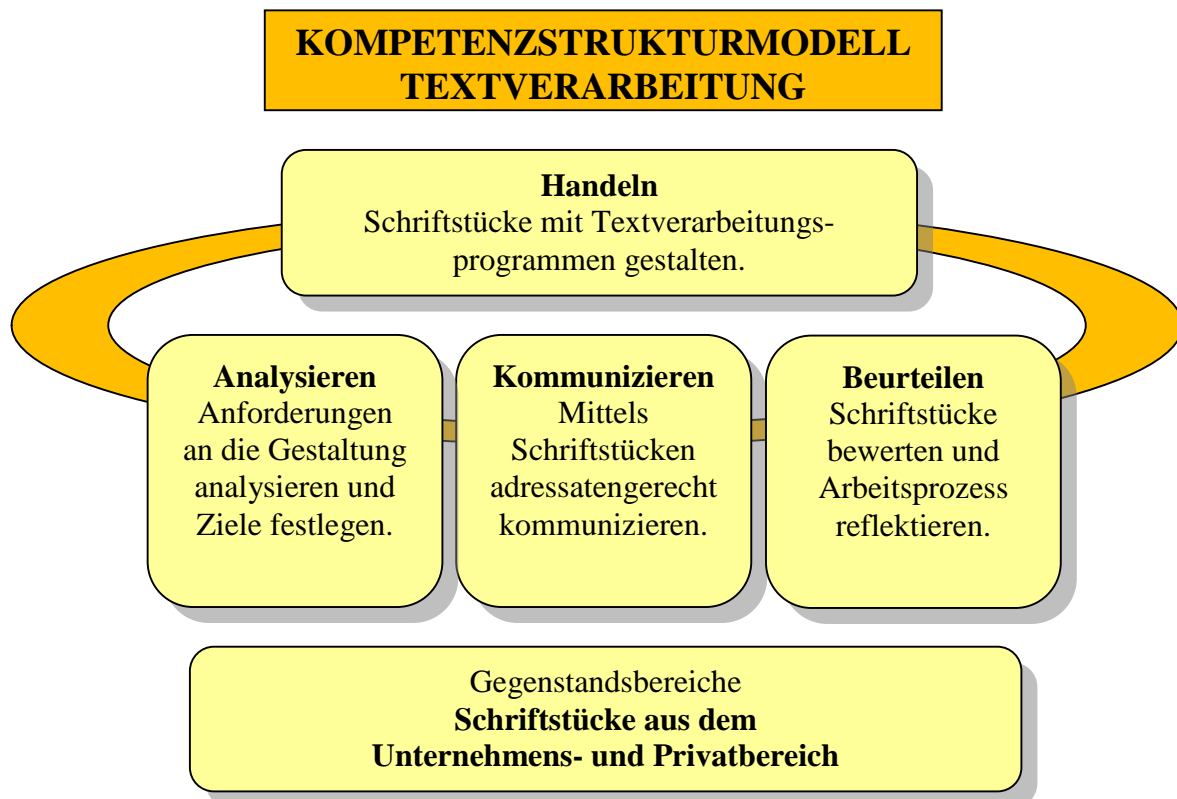 KOMPETENZSTRUKTURMODELL
TEXTVERARBEITUNG
Handeln
Schriftstücke mit Textverarbeitungs-
programmen gestalten.
Analysieren
Anforderungen
an die Gestaltung
analysieren und
Ziele festlegen.
Kommunizieren
Mittels
Schriftstücken
adressatengerecht
kommunizieren.
Beurteilen
Schriftstücke
bewerten und
Arbeitsprozess
reflektieren.
Gegenstandsbereiche
Schriftstücke aus dem
Unternehmens- und Privatbereich